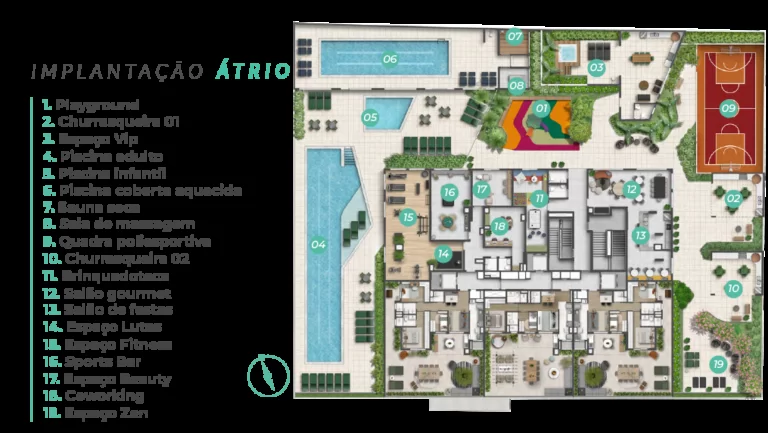 IMPLANTAÇÃO ÁTRIO
1. Playground
2. Churrasqueira 01
3. Espaço Vip
4. Piscina adulto
5. Piscina infantil
6. Piscina coberta aquecida
7. Sauna seca
8. Sala de massagem
9. Quadra poliesportiva
10. Churrasqueira 02
11. Brinquedoteca
12. Salão gourmet
13. Salão de festas
14. Espaço Lutas
15. Espaço Fitness
16. Sports Bar
17. Espaço Beauty
18. Coworking
19. Espaço Zen
07
06
03
08
05
01
09
16
17
11
12
02
15
18
13
04
14
10
19